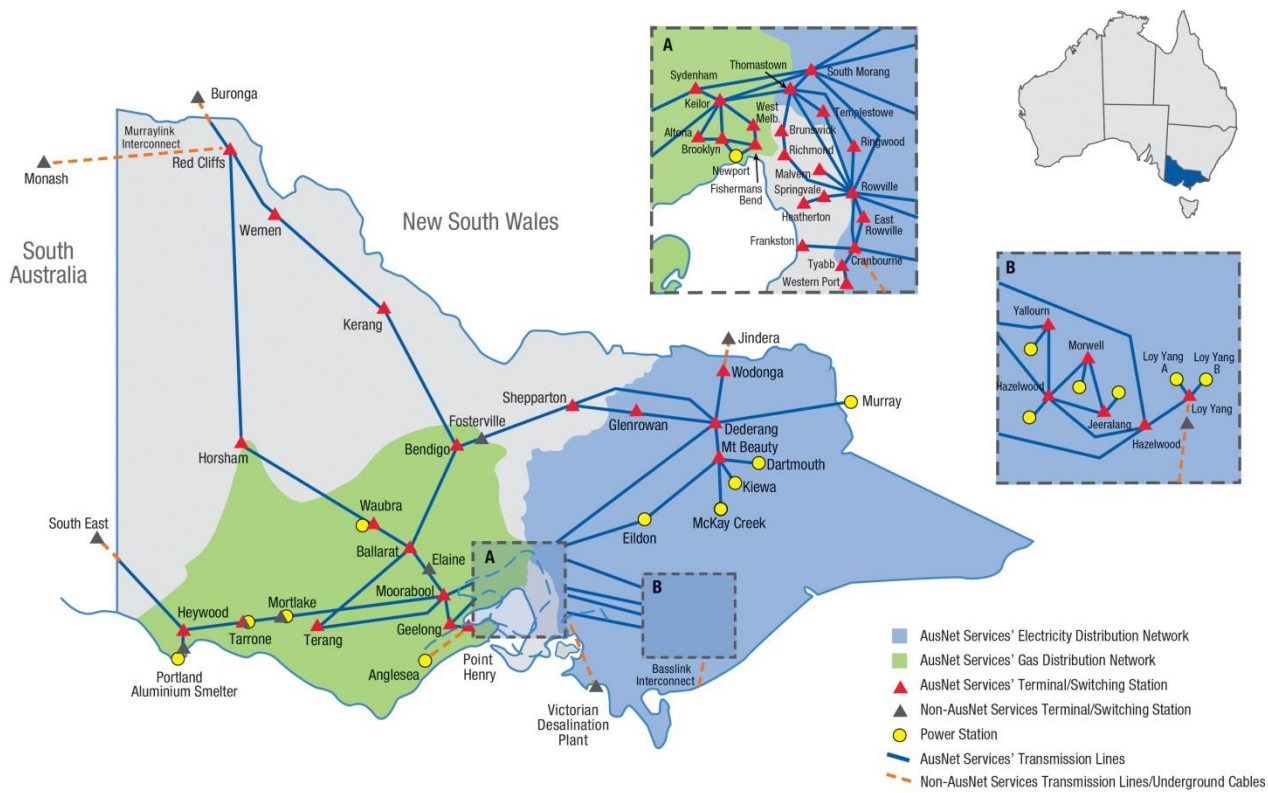 Buronga
Murraylink
Interconnect
Red Cliffs
Monash
Wemen
New South Wales
South
Australia
Kerang
Jindera
Wodonga
Shepparton
Murray
Fosterville
Glenrowan
Dederang
Horsham
Bendigo
Mt Beauty
Dartmouth
Kiewa
Waubra
McKay Creek
South East
Eildon
Ballarat
Elaine
A
B
Moorabool
Heywood
Mortlake
Tarrone
Terang
Geelong
Point
Henry
Anglesea
Portland
Aluminium Smelter
Basslink
Interconnect
Victorian
Desalination
Plant
A
Thomastown
South Morang
Sydenham
Keilor
West
Melb.
Templestowe
Altona
Brunswick
Brooklyn
Richmond
Ringwood
Newport
Malvern
Fishermans
Bend
Springvale
Rowville
Heatherton
East
Rowville
Frankston
Cranbourne
Tyabb
Western Port
B
Yallourn
Morwell
Loy Yang
A
Loy Yang
B
Hazelwood
Loy Yang
Jeeralang
Hazelwood
AusNet Services' Electricity Distribution Network
AusNet Services' Gas Distribution Network
AusNet Services' Terminal/Switching Station
Non-AusNet Services Terminal/Switching Station
Power Station
AusNet Services' Transmission Lines
Non-AusNet Services Transmission Lines/Underground Cables